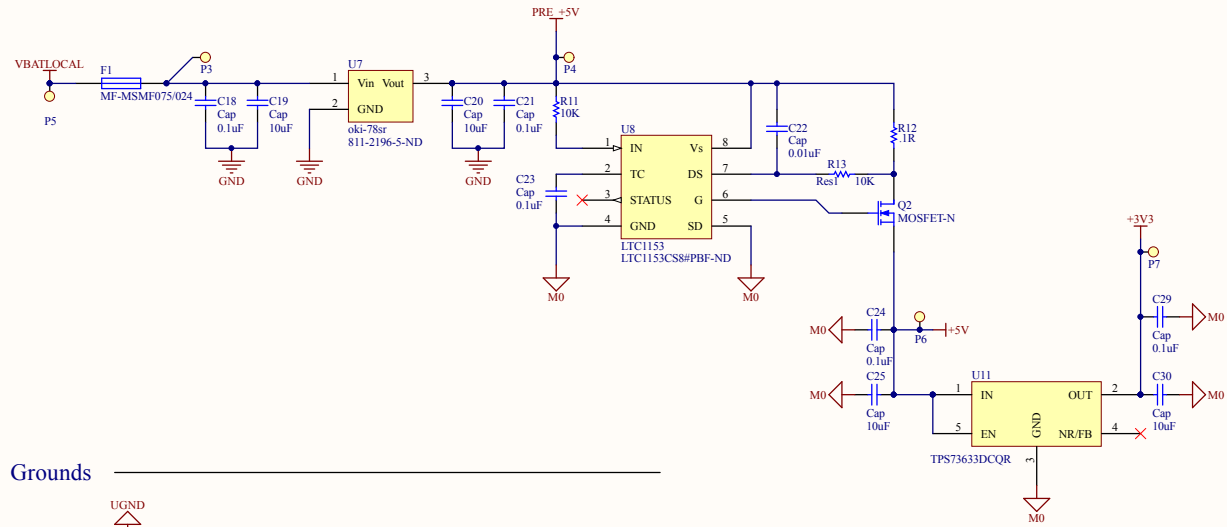 PRE_+5V
VBATLOCAL
F1
MF-MSMF075/024
P5
P3
C18
Cap
0.1uF
C19
Cap
10uF
GND
U7
1
Vin
Vout
3
2
GND
oki-78sr
811-2196-5-ND
GND
C20
Cap
10uF
C21
Cap
0.1uF
GND
P4
R11
10K
U8
1
IN
Vs
8
2
TC
DS
7
3
STATUS
G
6
4
GND
SD
5
LTC1153
LTC1153CS8#PBF-ND
C23
Cap
0.1uF
M0
M0
C22
Cap
0.01uF
R12
.1R
R13
Res1
10K
Q2
MOSFET-N
+3V3
P7
C29
Cap
0.1uF
M0
M0
C24
Cap
0.1uF
P6
+5V
M0
C25
Cap
10uF
U11
1
IN
OUT
2
5
EN
GND
NR/FB
4
3
TPS73633DCQR
M0
C30
Cap
10uF
M0
Grounds
UGND